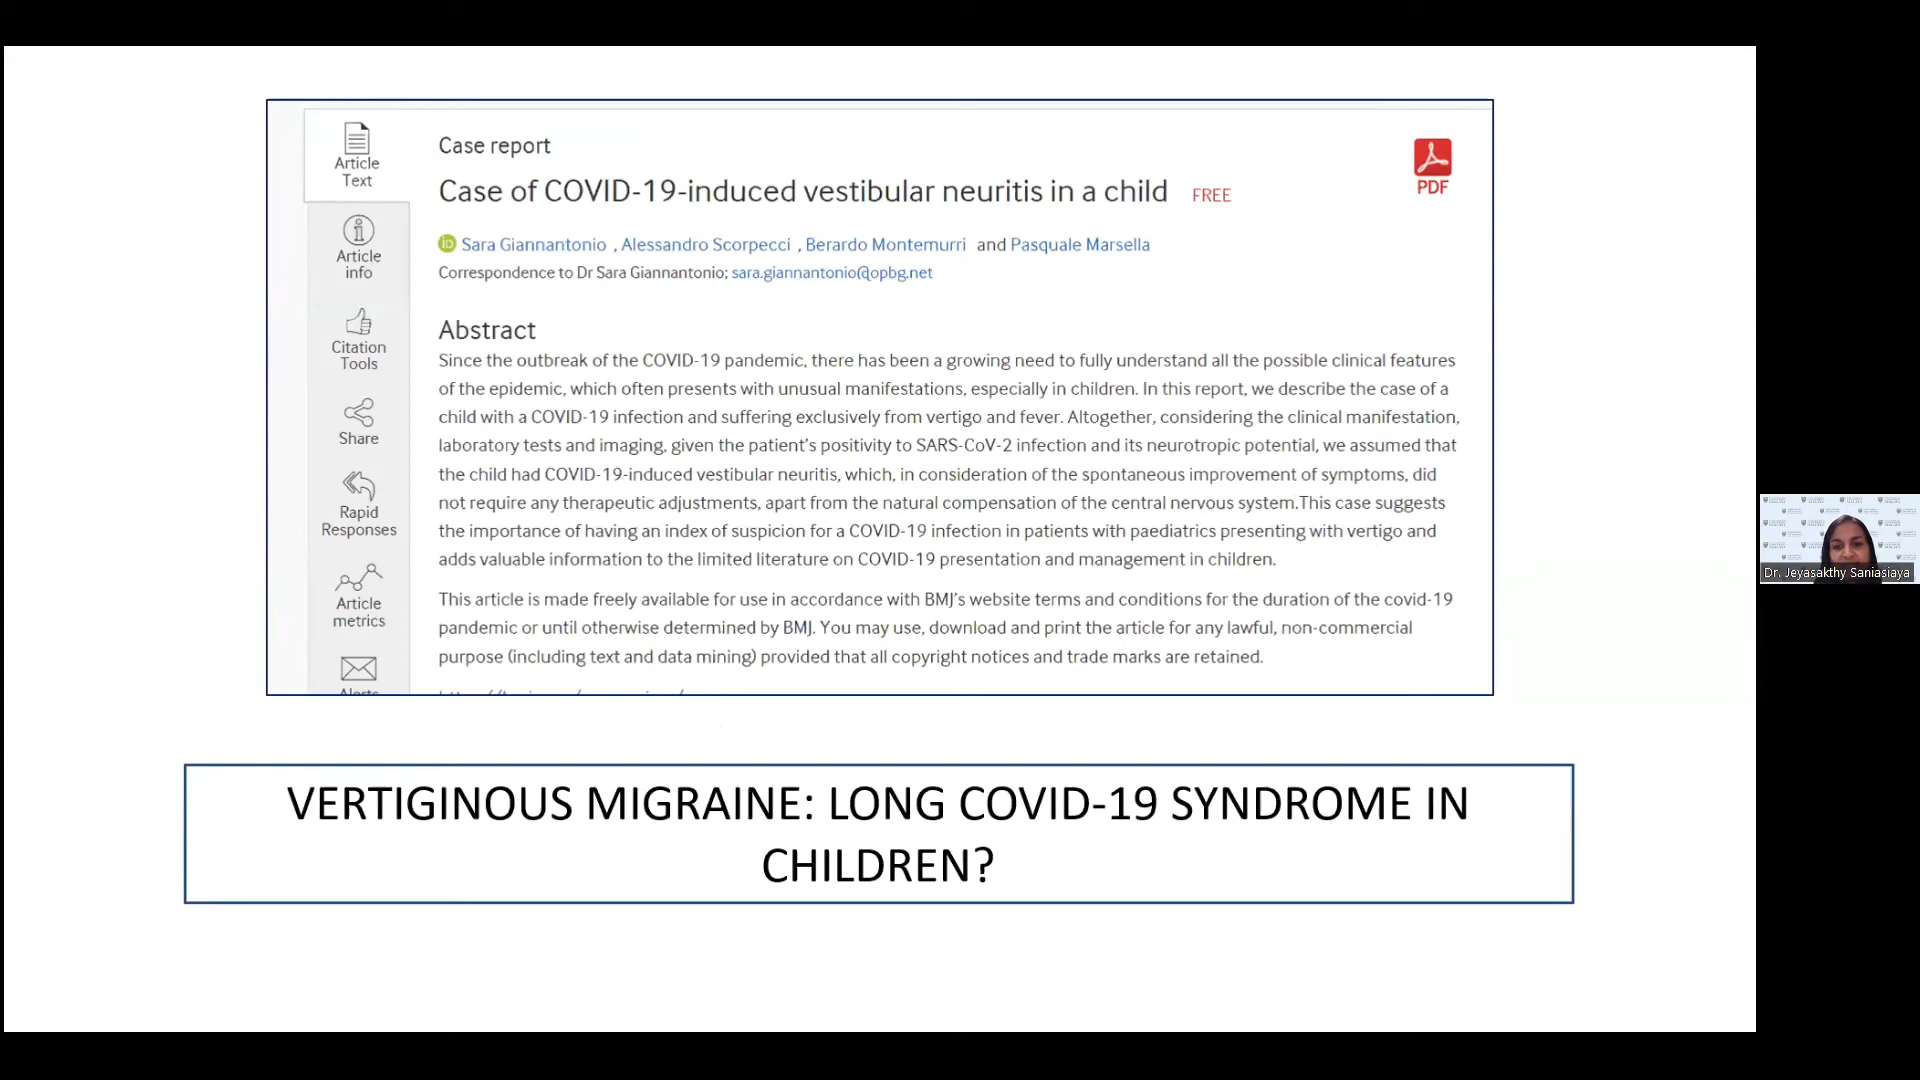 Article
Text
Article
info
Citation
Tools
Share
Rapid
Responses
Article
metrics
Alerts
Case report
Case of COVID-19-induced vestibular neuritis in a child FREE
PDF
iD Sara Giannantonio , Alessandro Scorpecci , Berardo Montemurri and Pasquale Marsella
Correspondence to Dr Sara Giannantonio; sara.giannantonio@opbg.net
Abstract
Since the outbreak of the COVID-19 pandemic, there has been a growing need to fully understand all the possible clinical features
of the epidemic, which often presents with unusual manifestations, especially in children. In this report, we describe the case of a
child with a COVID-19 infection and suffering exclusively from vertigo and fever. Altogether, considering the clinical manifestation,
laboratory tests and imaging, given the patient's positivity to SARS-CoV-2 infection and its neurotropic potential, we assumed that
the child had COVID-19-induced vestibular neuritis, which, in consideration of the spontaneous improvement of symptoms, did
not require any therapeutic adjustments, apart from the natural compensation of the central nervous system.This case suggests
the importance of having an index of suspicion for a COVID-19 infection in patients with paediatrics presenting with vertigo and
adds valuable information to the limited literature on COVID-19 presentation and management in children.
This article is made freely available for use in accordance with BMJ's website terms and conditions for the duration of the covid-19
pandemic or until otherwise determined by BMJ. You may use, download and print the article for any lawful, non-commercial
purpose (including text and data mining) provided that all copyright notices and trade marks are retained.
VERTIGINOUS MIGRAINE: LONG COVID-19 SYNDROME IN
CHILDREN?
Dr. Jeyasakthy Saniasiaya